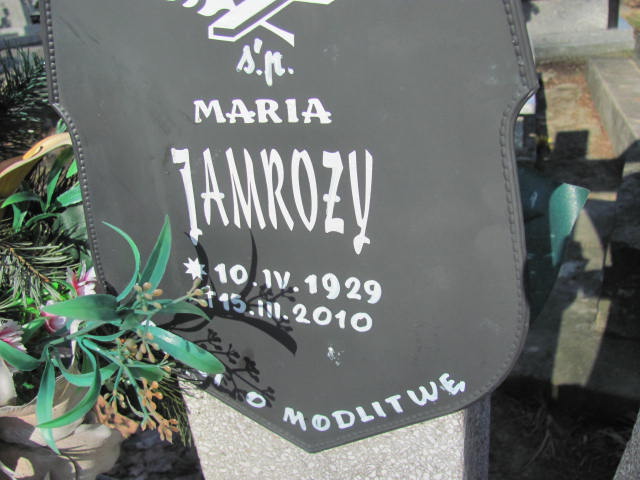 ś.p.
MARIA
JAMROZY
* 10.IV.1929
† 15.III.2010
O MODLITWĘ